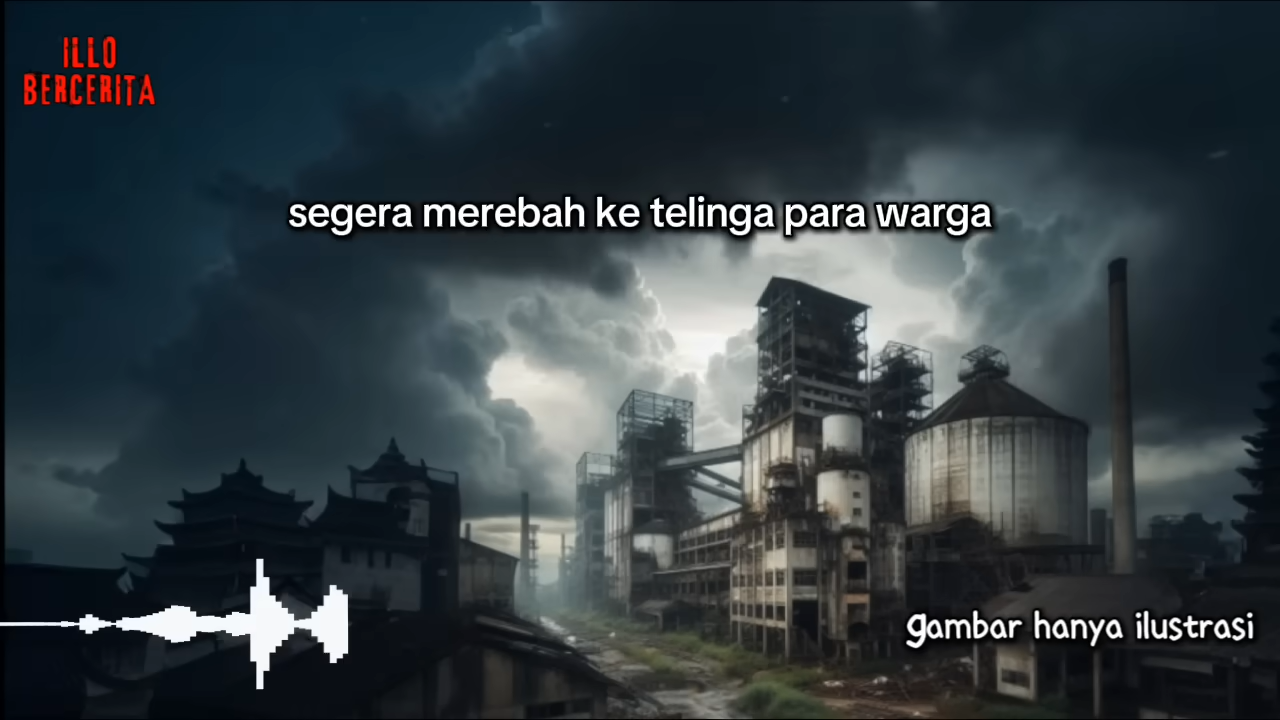 ILLO
BERCERITA
segera merebah ke telinga para warga
gambar hanya ilustrasi